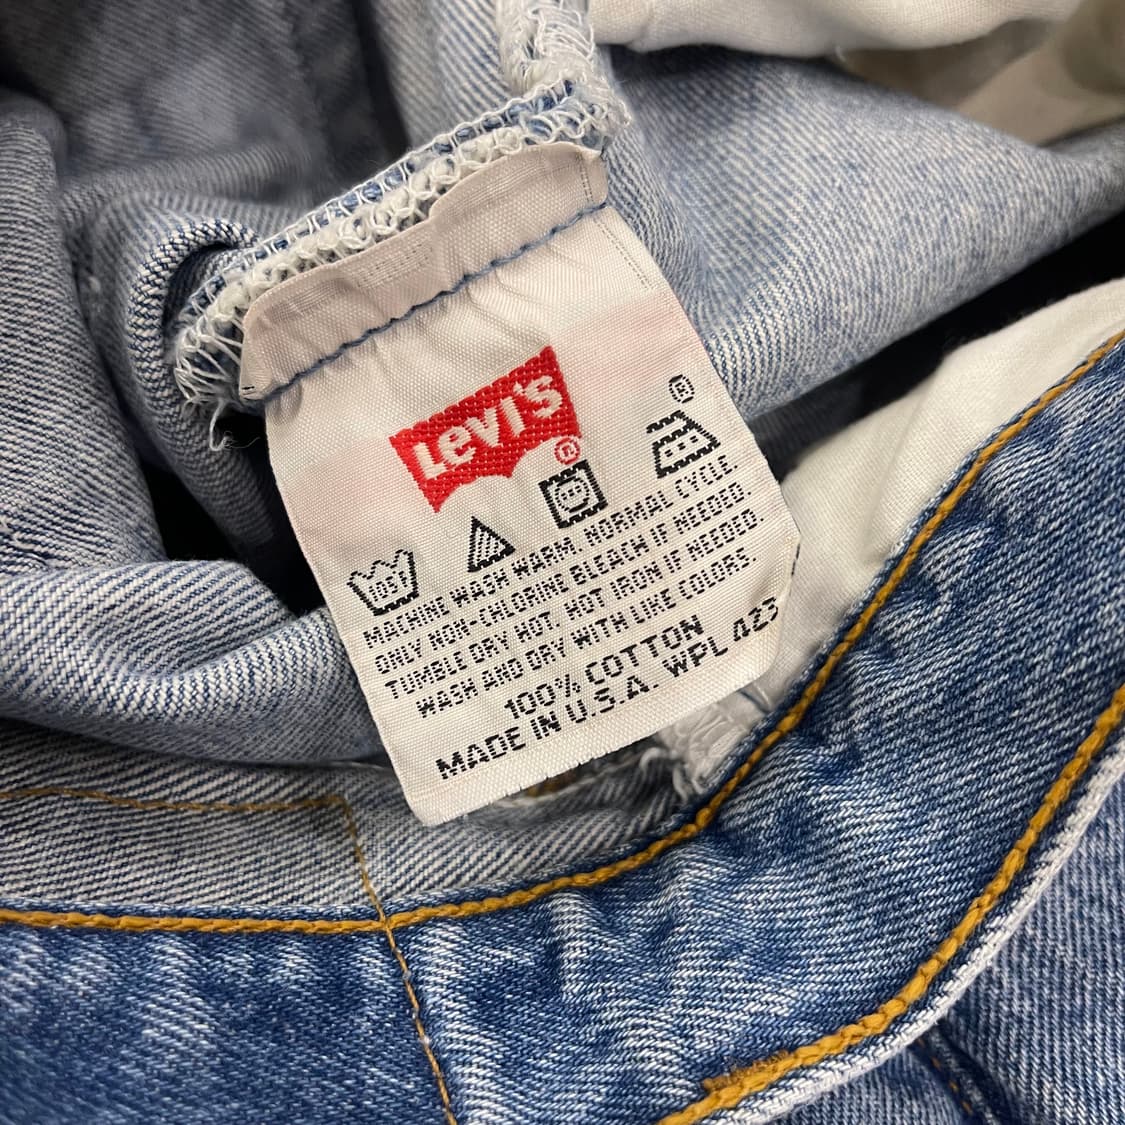 Levi's
®
®
105F
MACHINE WASH WARM. NORMAL CYCLE.
ONLY NON-CHLORINE BLEACH IF NEEDED.
TUMBLE DRY HOT. HOT IRON IF NEEDED.
WASH AND DRY WITH LIKE COLORS.
100% COTTON
MADE IN U.S.A. WPL 423